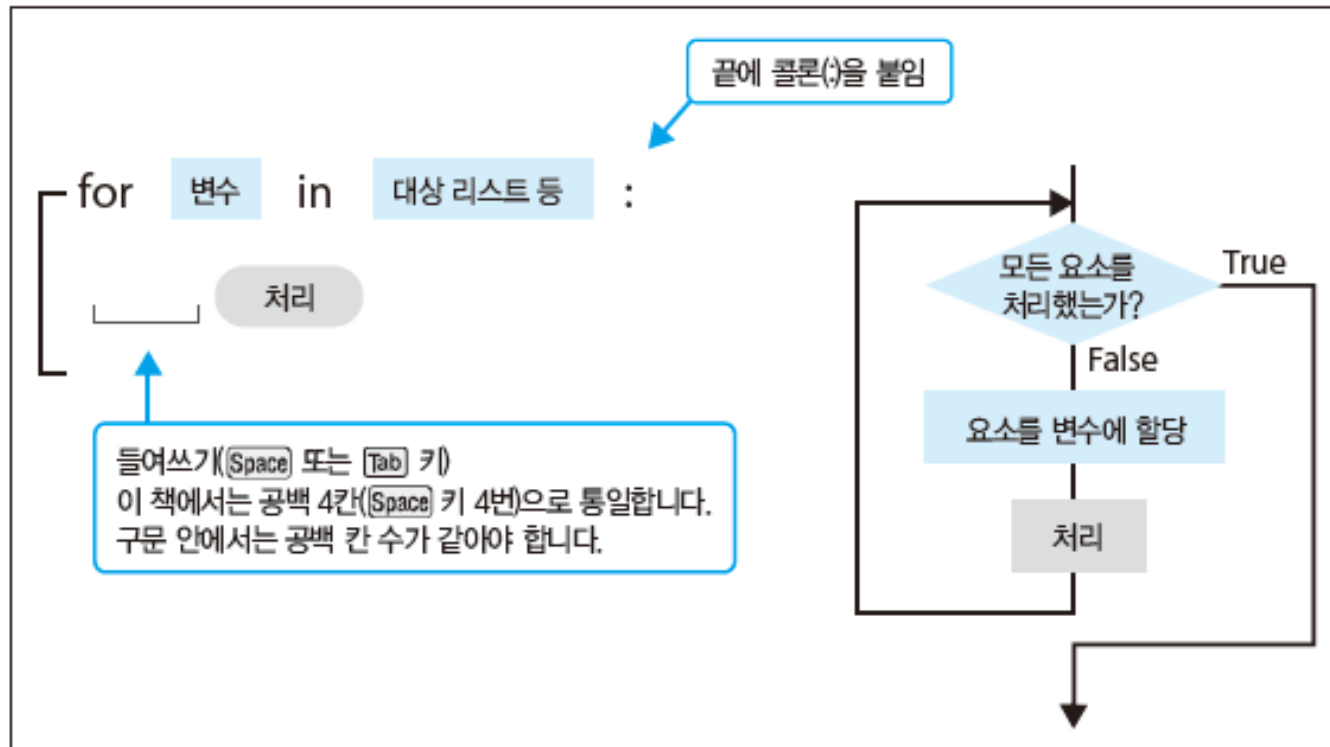 끝에 콜론(:)을 붙임
for 변수 in 대상 리스트 등 :
처리
들여쓰기(Space 또는 Tab 키)
이 책에서는 공백 4칸(Space 키 4번)으로 통일합니다.
구문 안에서는 공백 칸 수가 같아야 합니다.
모든 요소를
처리했는가?
True
False
요소를 변수에 할당
처리